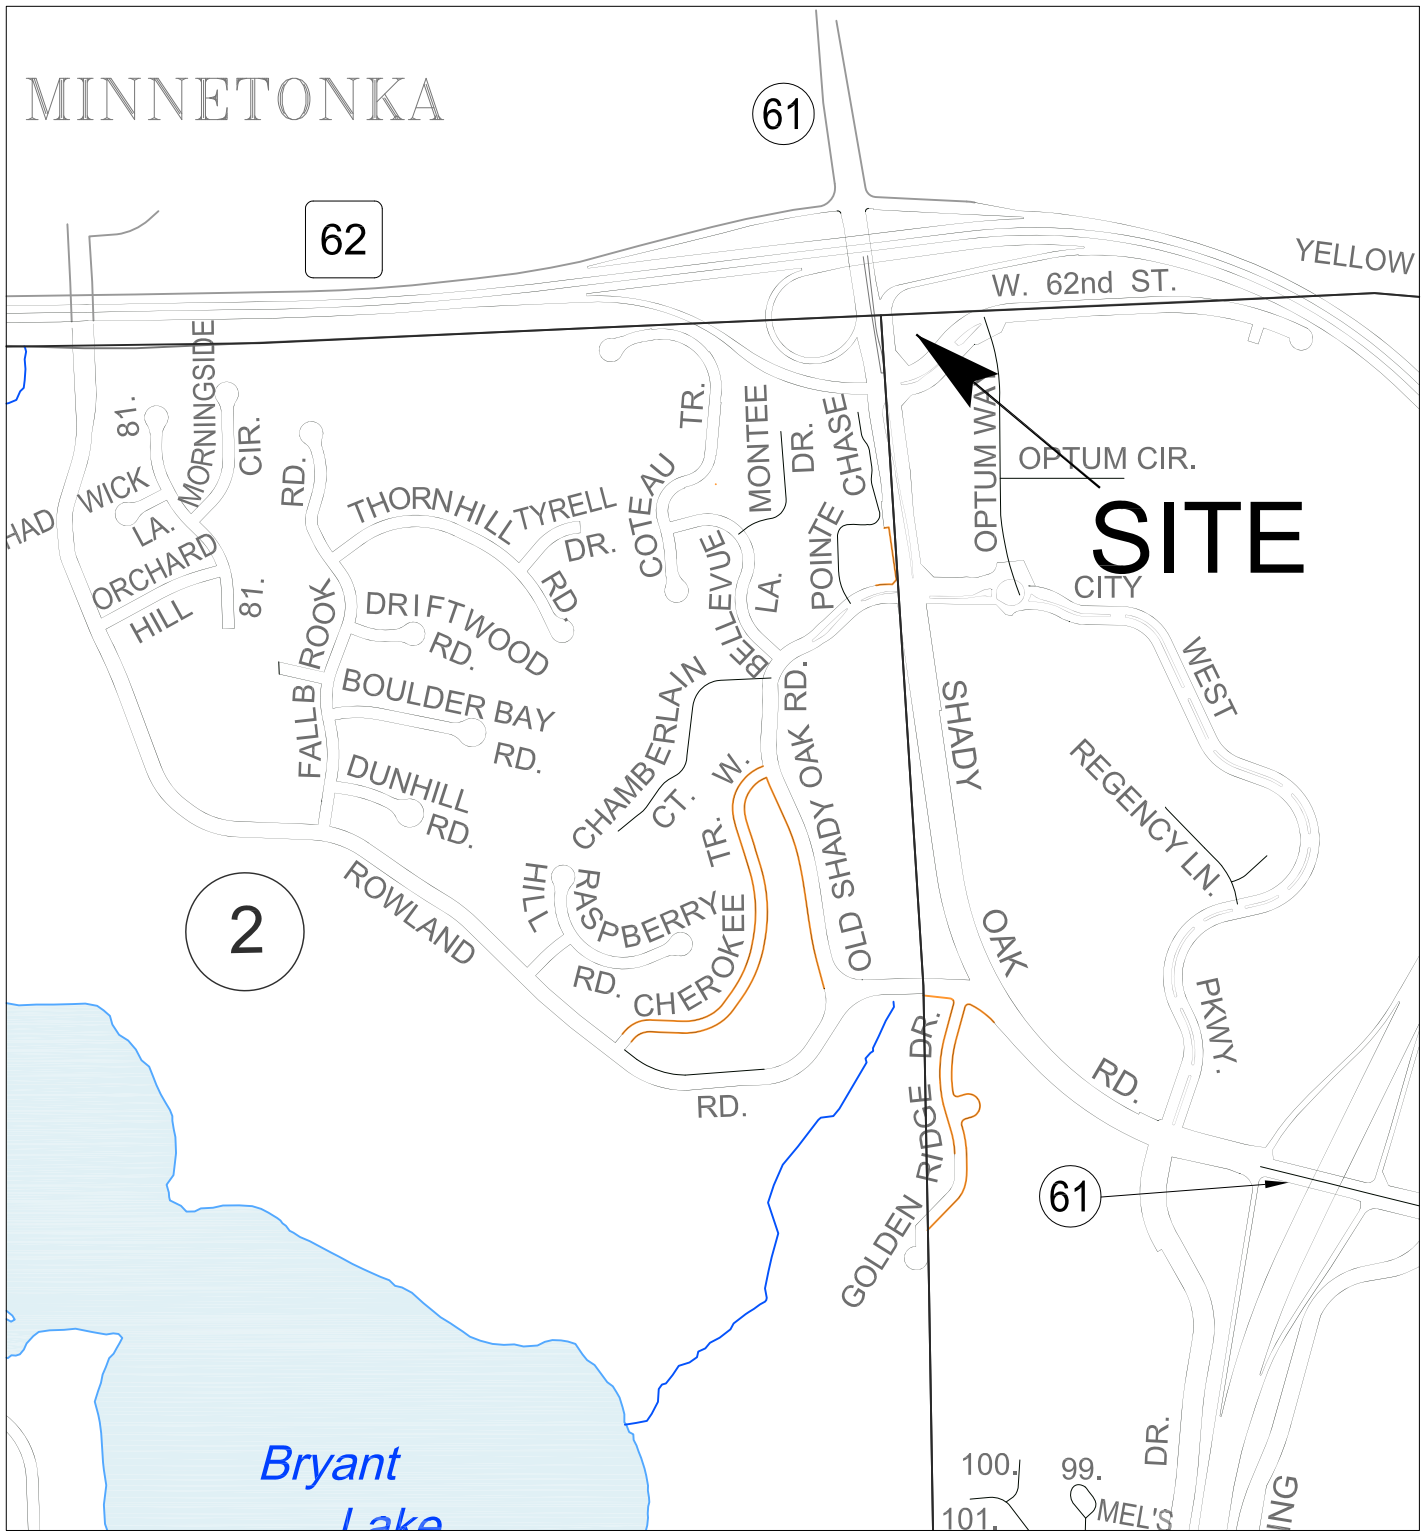 MINNETONKA
61
62
YELLOW
W. 62nd ST.
MORNINGSIDE
CIR.
81.
WICK
LA.
ORCHARD
HILL
81.
RD.
THORNHILL
RD.
TYRELL
DR.
COTEAU
TR.
MONTEE
DR.
POINTE
CHASE
OPTUM WAY
OPTUM CIR.
SITE
CITY
WEST
PKWY.
DRIFTWOOD
RD.
BELLEVUE
LA.
FALLBROOK
BOULDER BAY
RD.
DUNHILL
RD.
CHAMBERLAIN
CT.
OLD SHADY OAK RD.
SHADY
OAK
RD.
REGENCY LN.
2
ROWLAND
RD.
HILL
RASPBERRY
RD.
CHEROKEE
TR.
W.
GOLDEN RIDGE DR.
61
DR.
Bryant
Lake
100.
99.
101.
MEL'S